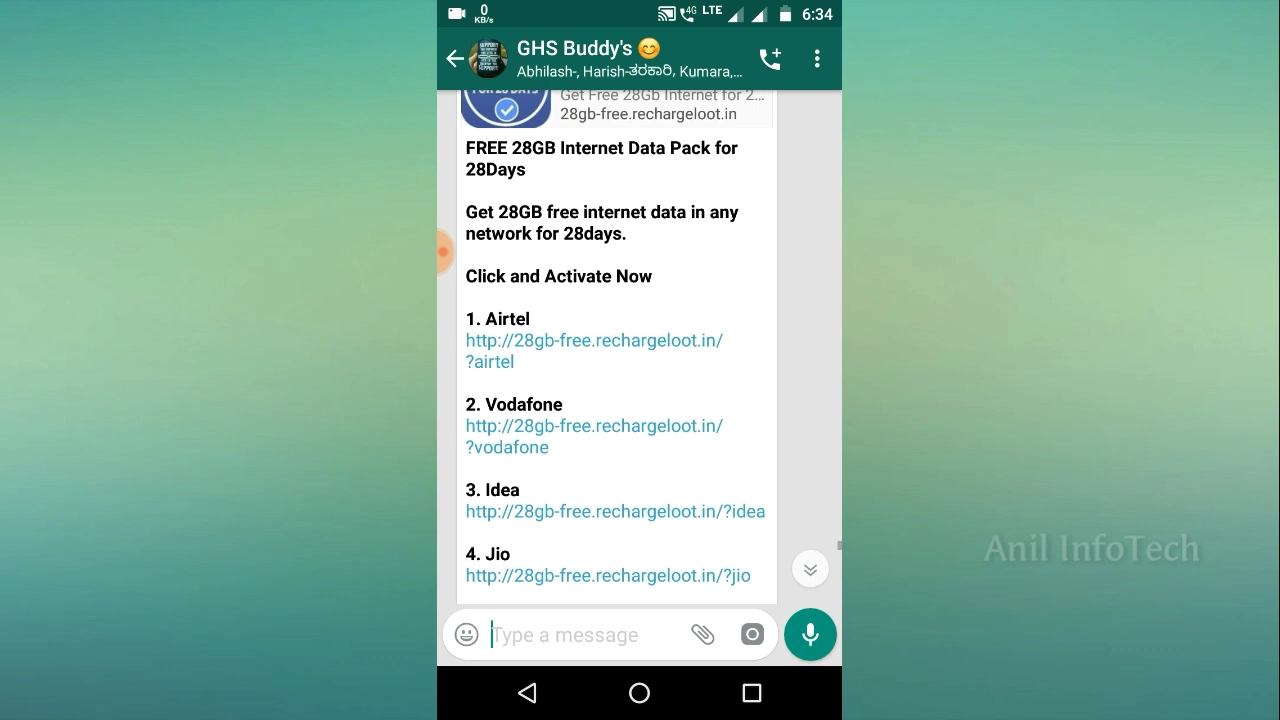 0
KB/s
4G LTE 6:34
GHS Buddy's 😊
Abhilash-, Harish-ತರಕಾರಿ, Kumara,...
FOR 28 DAYS
Get Free 28Gb Internet for 2...
28gb-free.rechargeloot.in
FREE 28GB Internet Data Pack for
28Days
Get 28GB free internet data in any
network for 28days.
Click and Activate Now
1. Airtel
http://28gb-free.rechargeloot.in/
?airtel
2. Vodafone
http://28gb-free.rechargeloot.in/
?vodafone
3. Idea
http://28gb-free.rechargeloot.in/?idea
4. Jio
http://28gb-free.rechargeloot.in/?jio
Type a message
Anil InfoTech